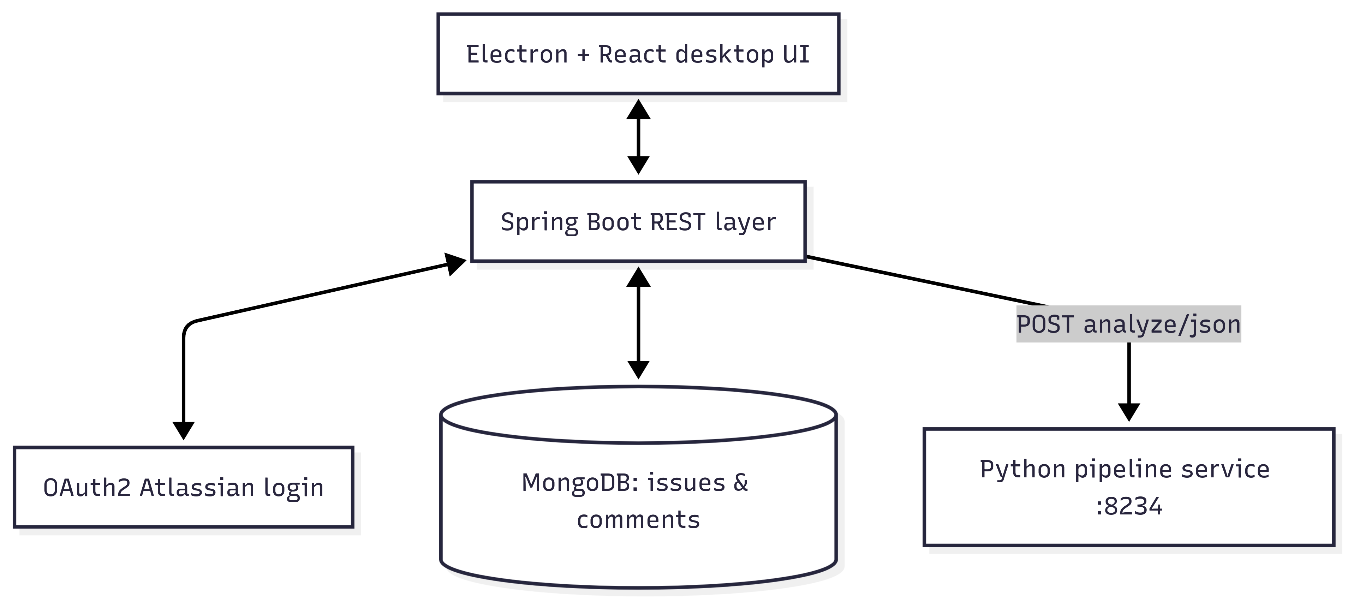 Electron + React desktop UI
Spring Boot REST layer
POST analyze/json
OAuth2 Atlassian login
MongoDB: issues &
comments
Python pipeline service
:8234